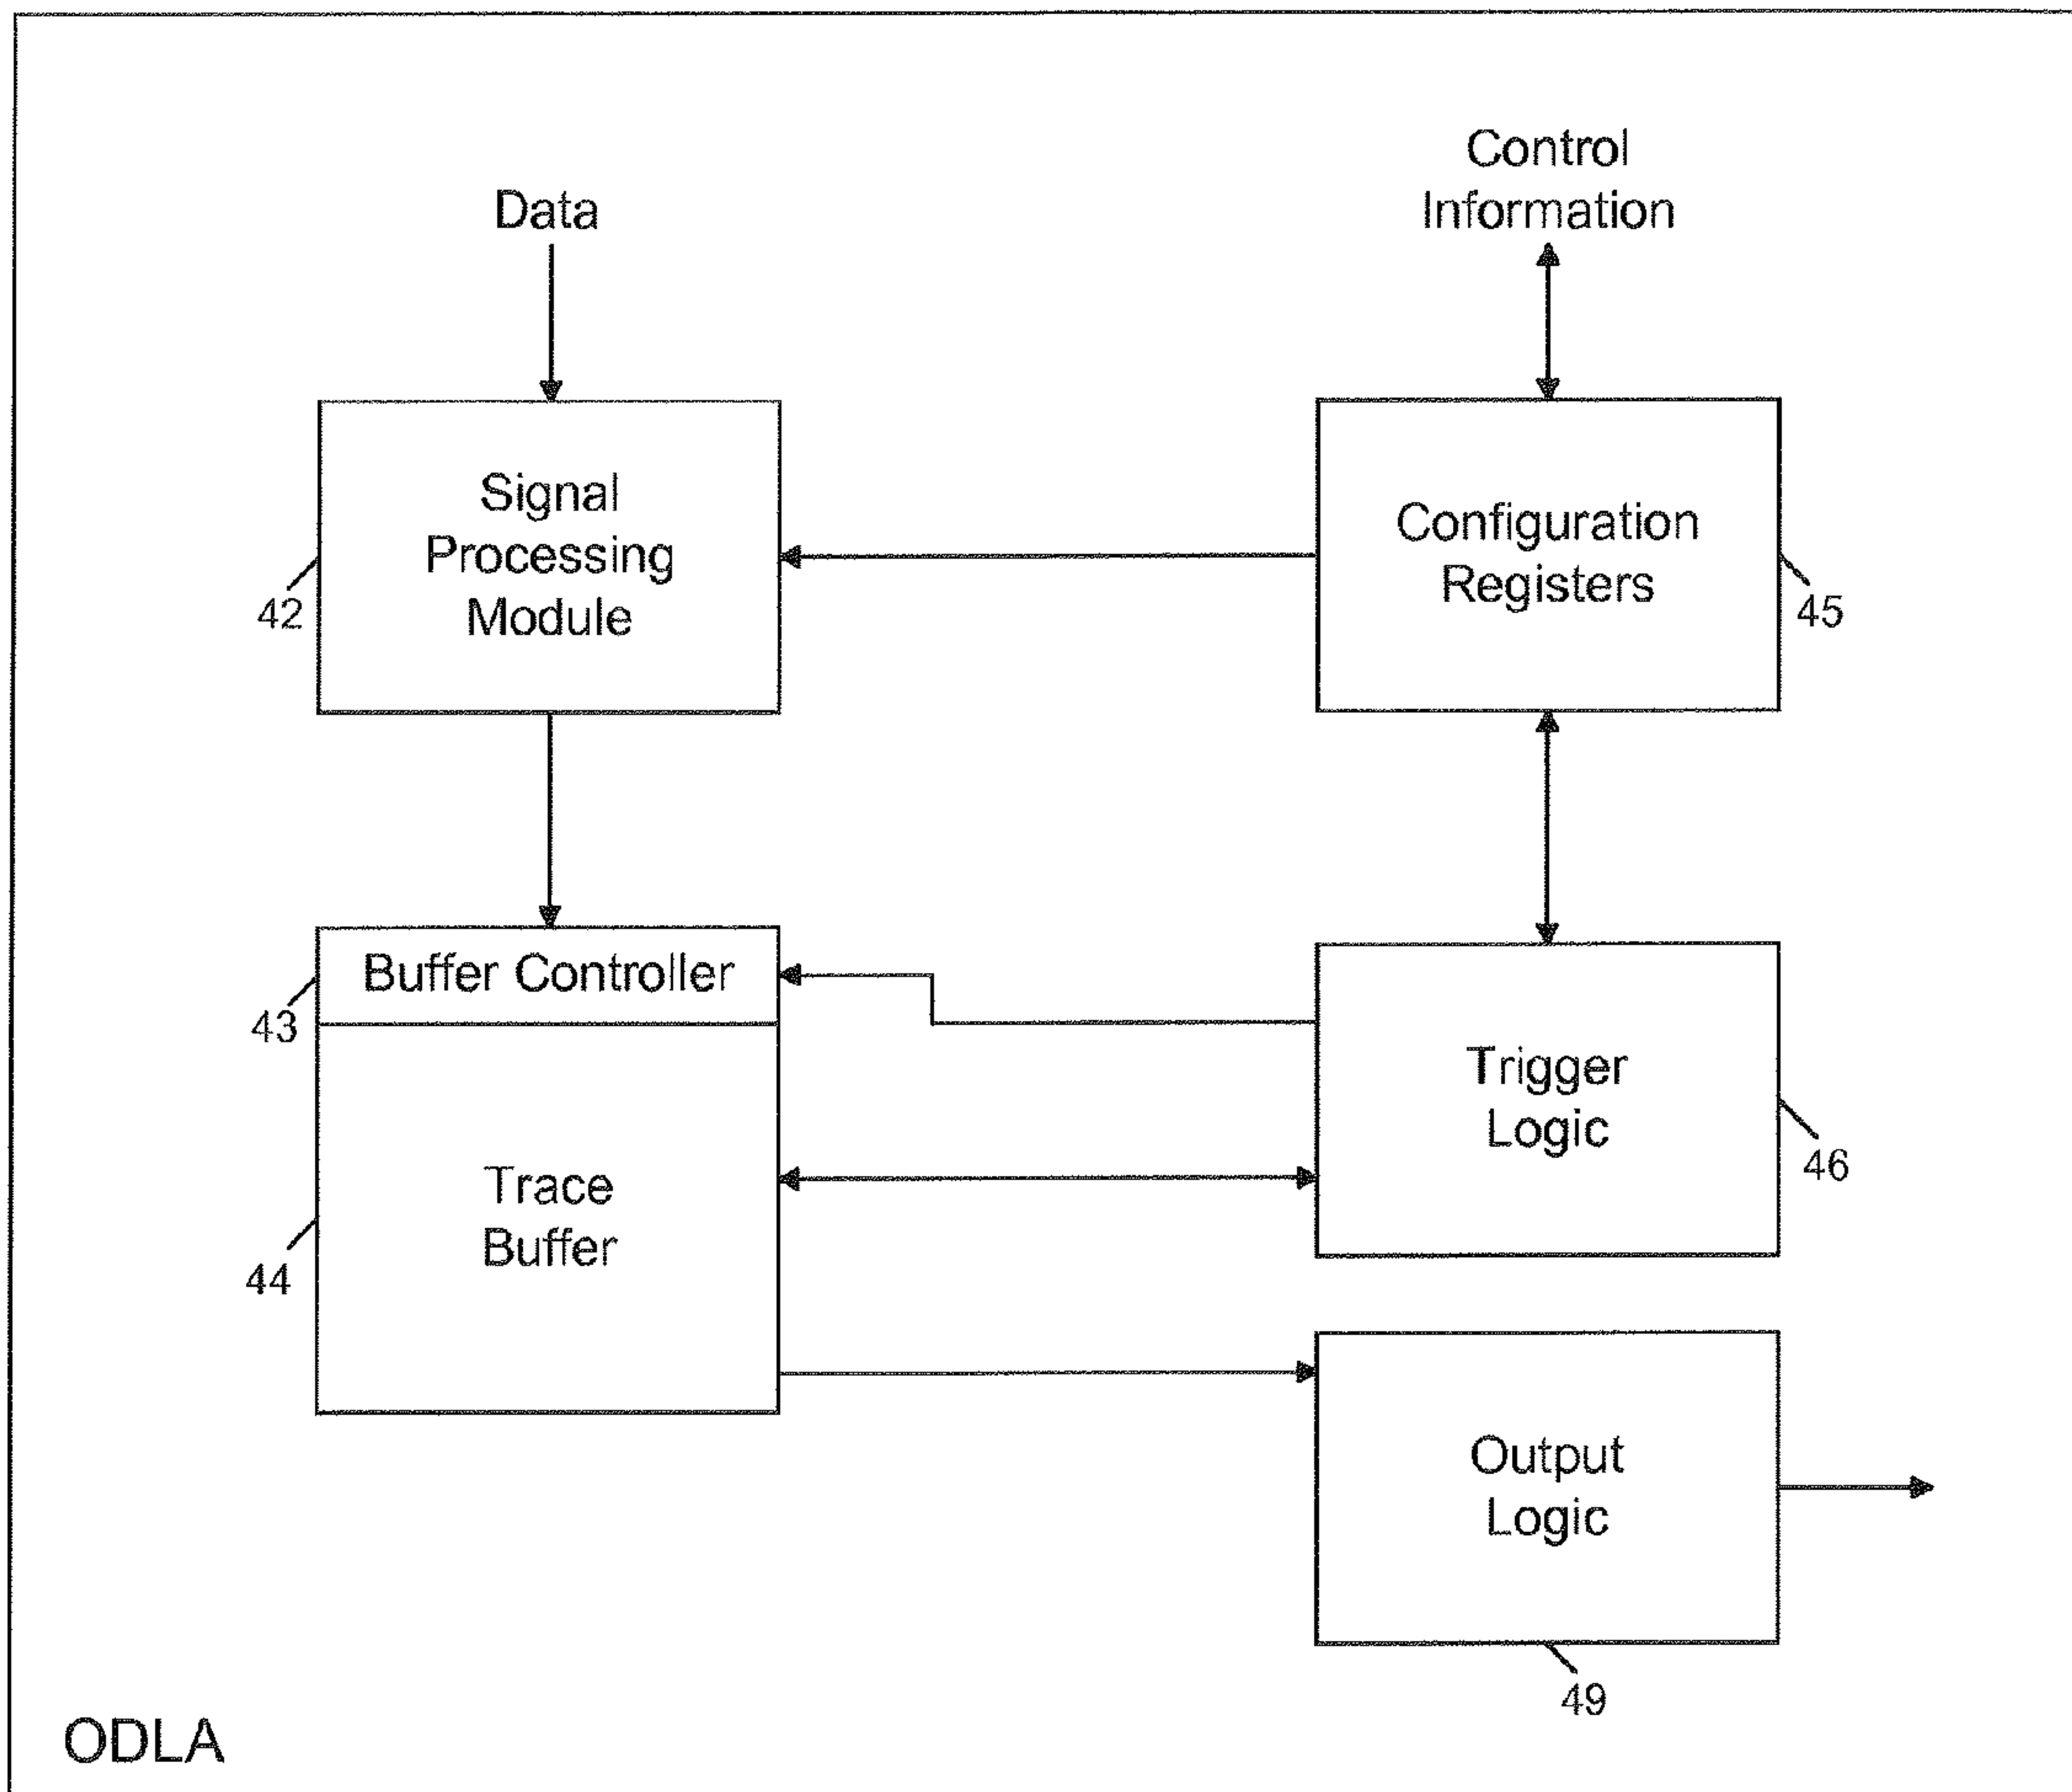 Data
Control
Information
Signal
Processing
Module
42
Configuration
Registers
45
Buffer Controller
43
Trace
Buffer
44
Trigger
Logic
46
Output
Logic
49
ODLA